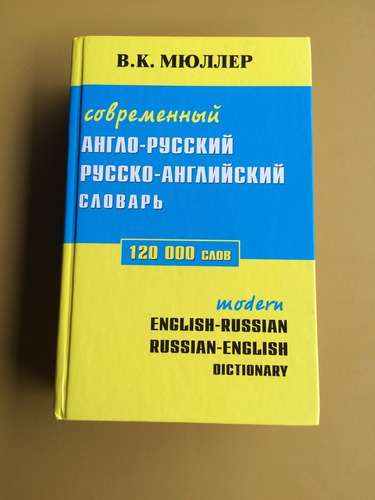 В.К. МЮЛЛЕР
современный
АНГЛО-РУССКИЙ
РУССКО-АНГЛИЙСКИЙ
СЛОВАРЬ
120 000 СЛОВ
modern
ENGLISH-RUSSIAN
RUSSIAN-ENGLISH
DICTIONARY